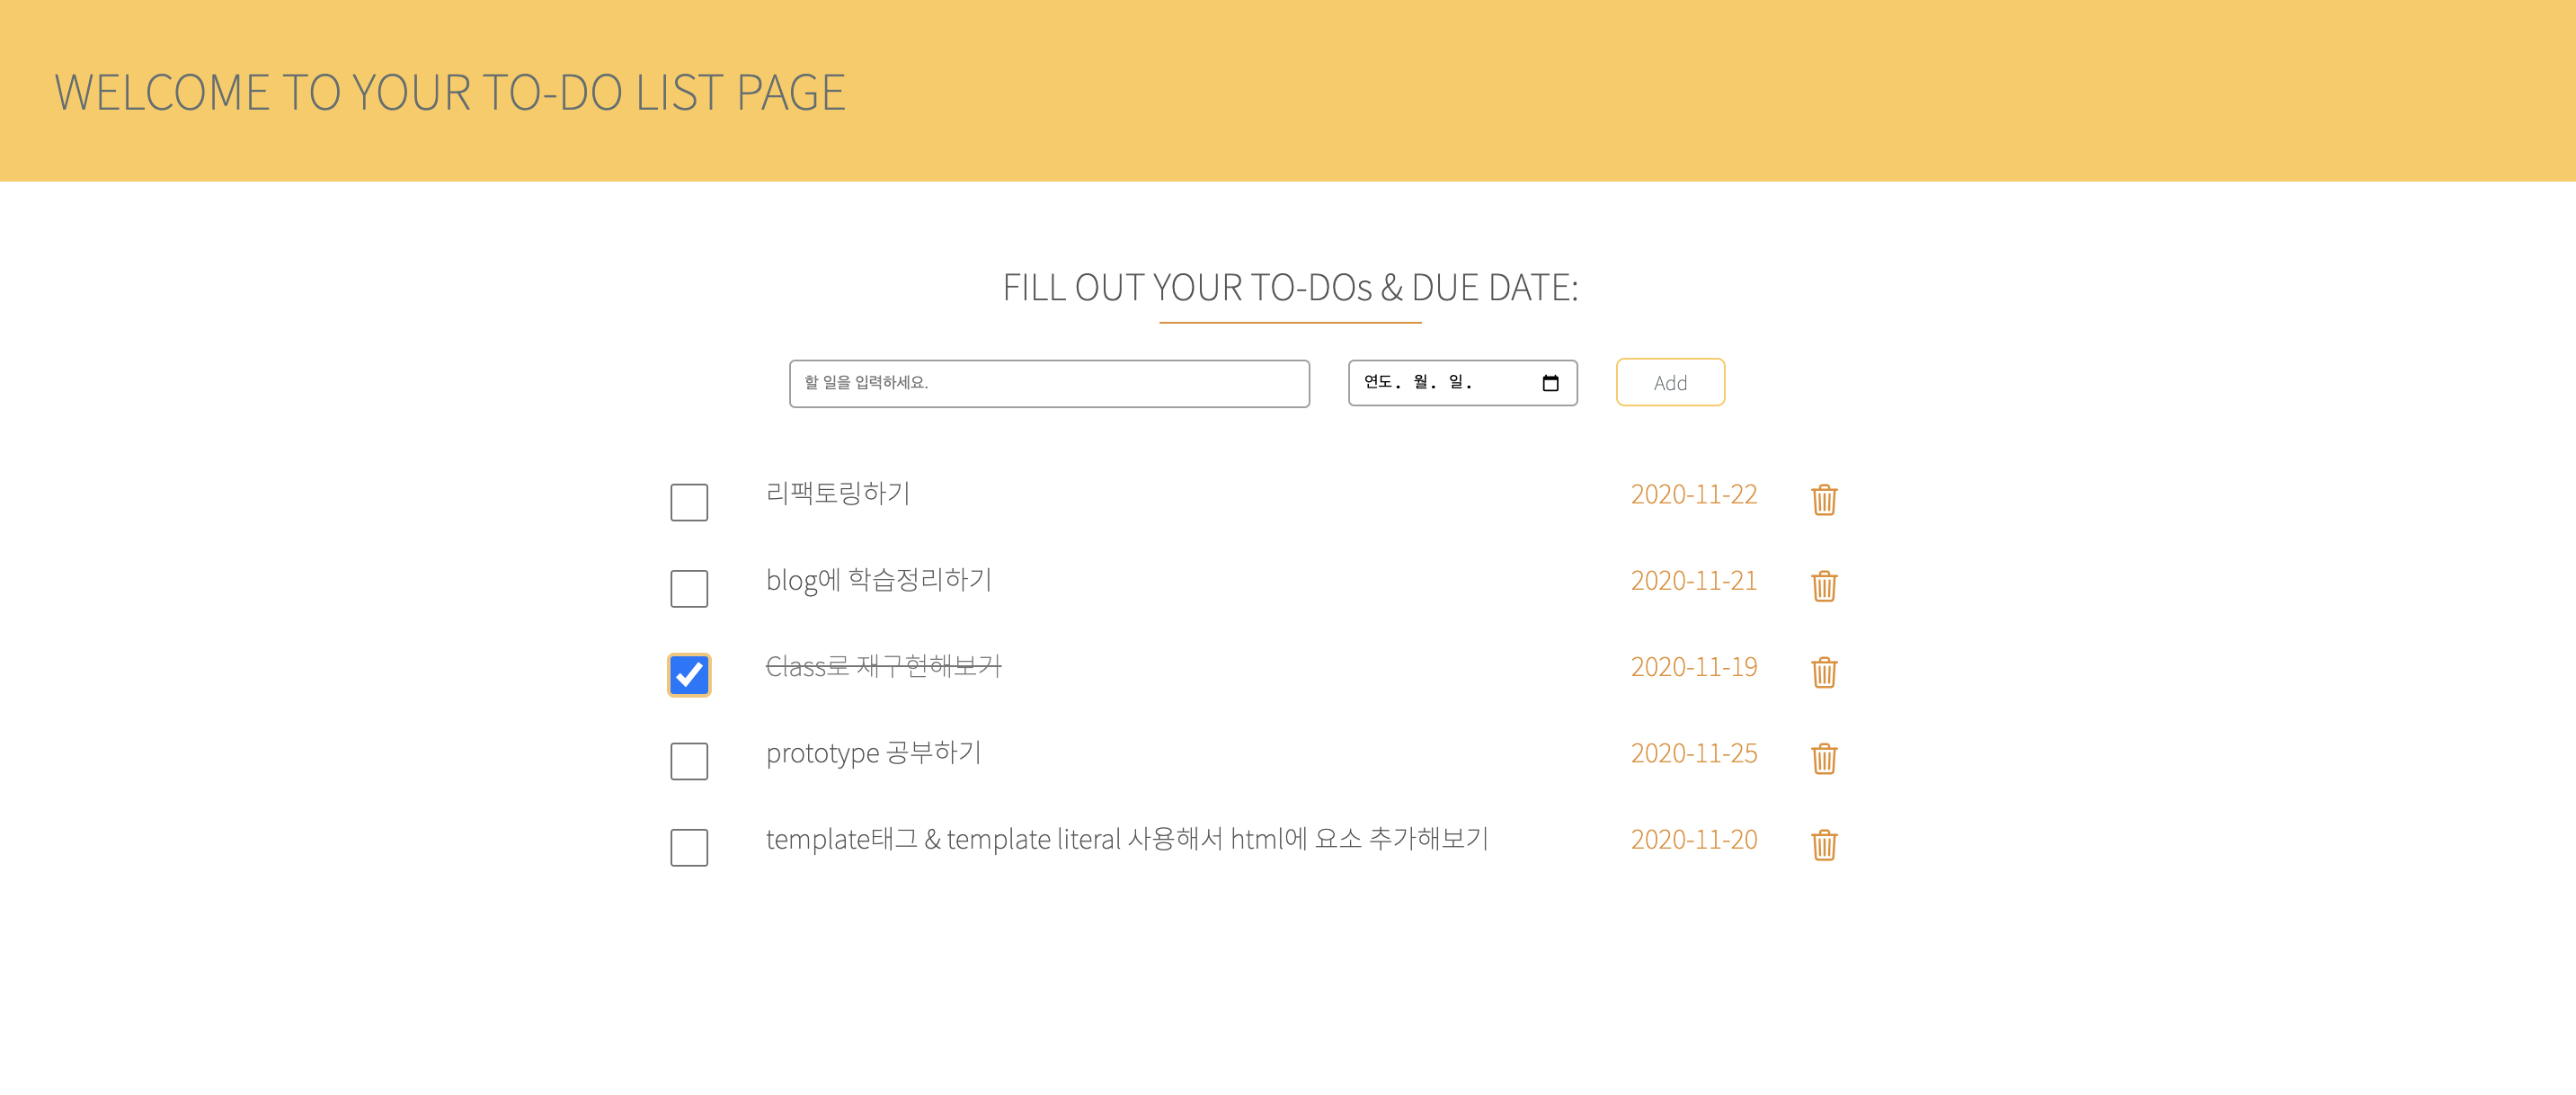 WELCOME TO YOUR TO-DO LIST PAGE
FILL OUT YOUR TO-DOs & DUE DATE:
할 일을 입력하세요. 연도. 월. 일. Add
리팩토링하기 2020-11-22
blog에 학습정리하기 2020-11-21
Class로 재구현해보기 2020-11-19
prototype 공부하기 2020-11-25
template태그 & template literal 사용해서 html에 요소 추가해보기 2020-11-20